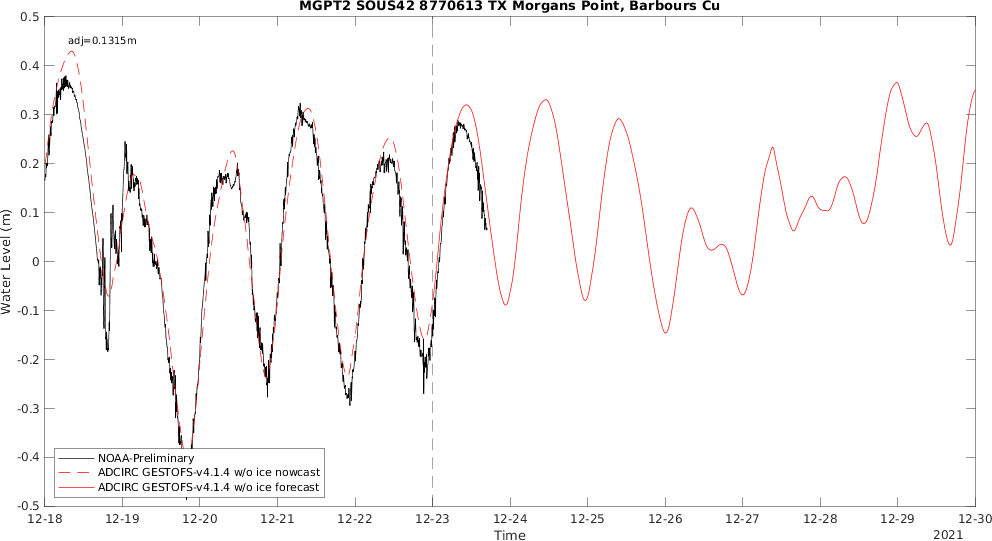 MGPT2 SOUS42 8770613 TX Morgans Point, Barbours Cu
adj=0.1315m
0.5
0.4
0.3
0.2
0.1
0
-0.1
-0.2
-0.3
-0.4
-0.5
Water Level (m)
NOAA-Preliminary
ADCIRC GESTOFS-v4.1.4 w/o ice nowcast
ADCIRC GESTOFS-v4.1.4 w/o ice forecast
12-18 12-19 12-20 12-21 12-22 12-23 12-24 12-25 12-26 12-27 12-28 12-29 12-30
Time
2021